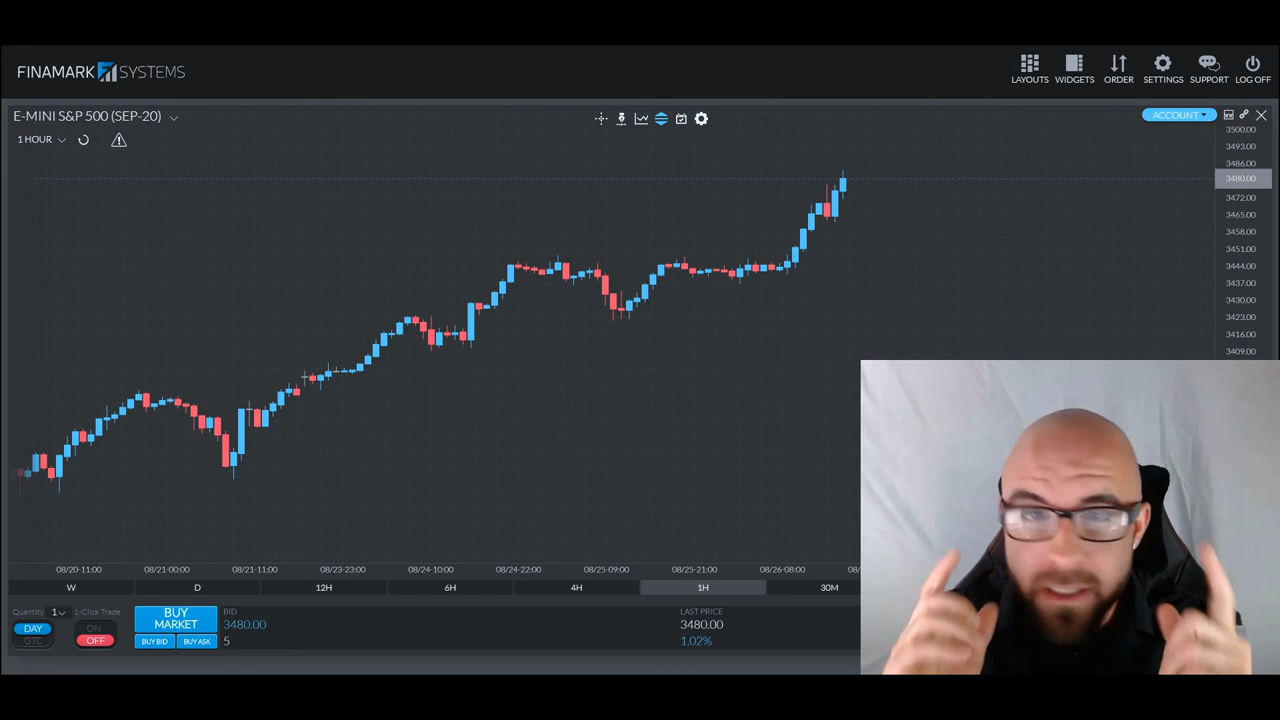 FINAMARK SYSTEMS
LAYOUTS WIDGETS ORDER SETTINGS SUPPORT LOG OFF
E-MINI S&P 500 (SEP-20)
ACCOUNT
1 HOUR
3500.00
3493.00
3486.00
3480.00
3472.00
3465.00
3458.00
3451.00
3444.00
3437.00
3430.00
3423.00
3416.00
3409.00
08/20-11:00 08/21-00:00 08/21-11:00 08/23-23:00 08/24-10:00 08/24-22:00 08/25-09:00 08/25-21:00 08/26-08:00 08/
W D 12H 6H 4H 1H 30M
Quantity 1 1-Click Trade
DAY
GTC
ON
OFF
BUY
MARKET
BUY BID BUY ASK
BID
3480.00
5
LAST PRICE
3480.00
1.02%